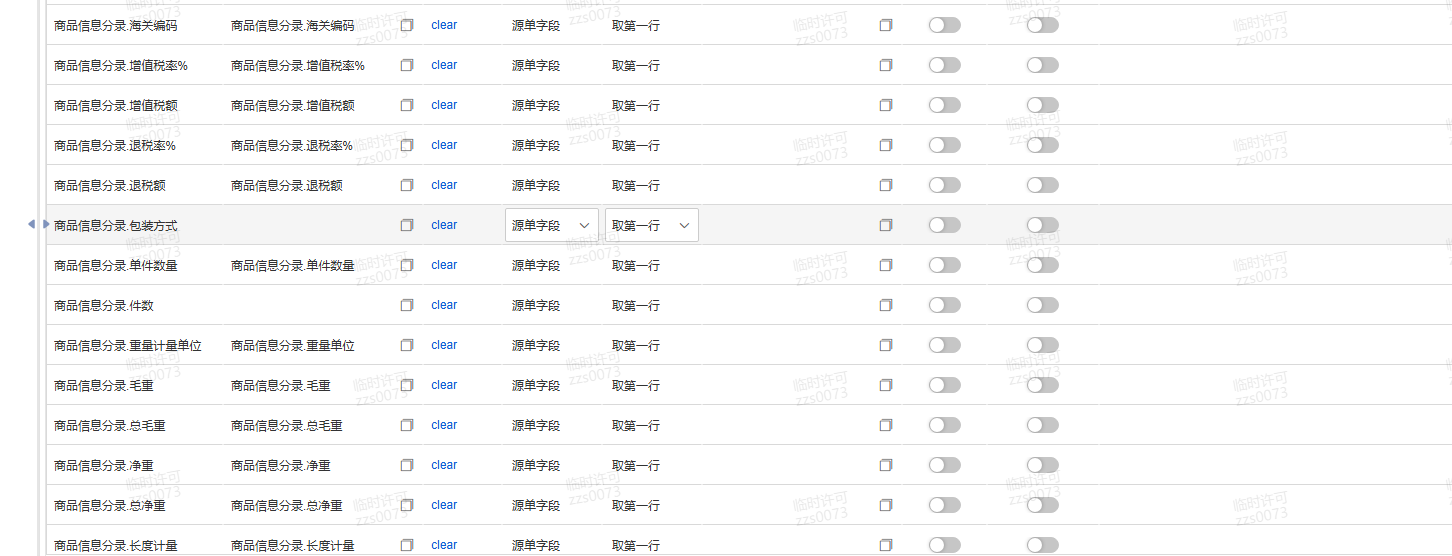 商品信息分录.海关编码 商品信息分录.海关编码 clear 源单字段 取第一行
商品信息分录.增值税率% 商品信息分录.增值税率% clear 源单字段 取第一行
商品信息分录.增值税额 商品信息分录.增值税额 clear 源单字段 取第一行
商品信息分录.退税率% 商品信息分录.退税率% clear 源单字段 取第一行
商品信息分录.退税额 商品信息分录.退税额 clear 源单字段 取第一行
商品信息分录.包装方式 clear 源单字段 取第一行
商品信息分录.单件数量 商品信息分录.单件数量 clear 源单字段 取第一行
商品信息分录.件数 clear 源单字段 取第一行
商品信息分录.重量计量单位 商品信息分录.重量单位 clear 源单字段 取第一行
商品信息分录.毛重 商品信息分录.毛重 clear 源单字段 取第一行
商品信息分录.总毛重 商品信息分录.总毛重 clear 源单字段 取第一行
商品信息分录.净重 商品信息分录.净重 clear 源单字段 取第一行
商品信息分录.总净重 商品信息分录.总净重 clear 源单字段 取第一行
商品信息分录.长度计量 商品信息分录.长度计量 clear 源单字段 取第一行
临时许可
zzs0073